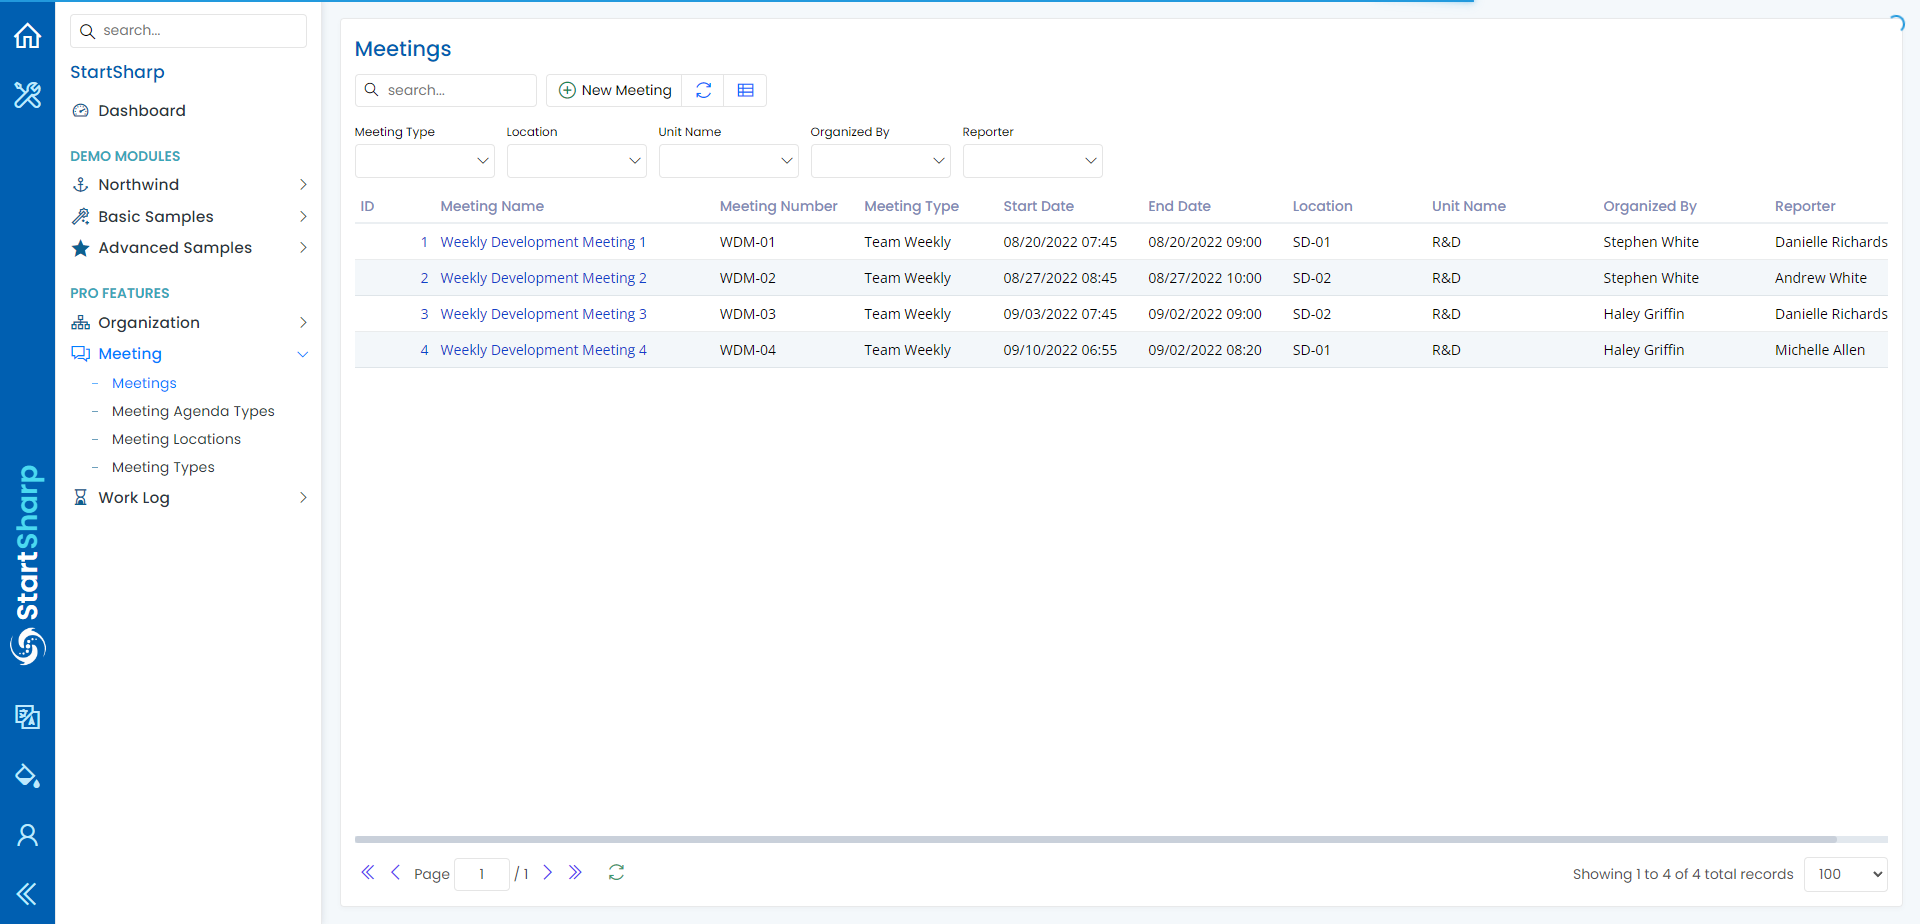 search...
StartSharp
Dashboard
DEMO MODULES
Northwind
Basic Samples
Advanced Samples
PRO FEATURES
Organization
Meeting
Meetings
Meeting Agenda Types
Meeting Locations
Meeting Types
Work Log
StartSharp
Meetings
search...
New Meeting
Meeting Type Location Unit Name Organized By Reporter
ID Meeting Name Meeting Number Meeting Type Start Date End Date Location Unit Name Organized By Reporter
1 Weekly Development Meeting 1 WDM-01 Team Weekly 08/20/2022 07:45 08/20/2022 09:00 SD-01 R&D Stephen White Danielle Richards
2 Weekly Development Meeting 2 WDM-02 Team Weekly 08/27/2022 08:45 08/27/2022 10:00 SD-02 R&D Stephen White Andrew White
3 Weekly Development Meeting 3 WDM-03 Team Weekly 09/03/2022 07:45 09/02/2022 09:00 SD-02 R&D Haley Griffin Danielle Richards
4 Weekly Development Meeting 4 WDM-04 Team Weekly 09/10/2022 06:55 09/02/2022 08:20 SD-01 R&D Haley Griffin Michelle Allen
Page 1 / 1
Showing 1 to 4 of 4 total records 100